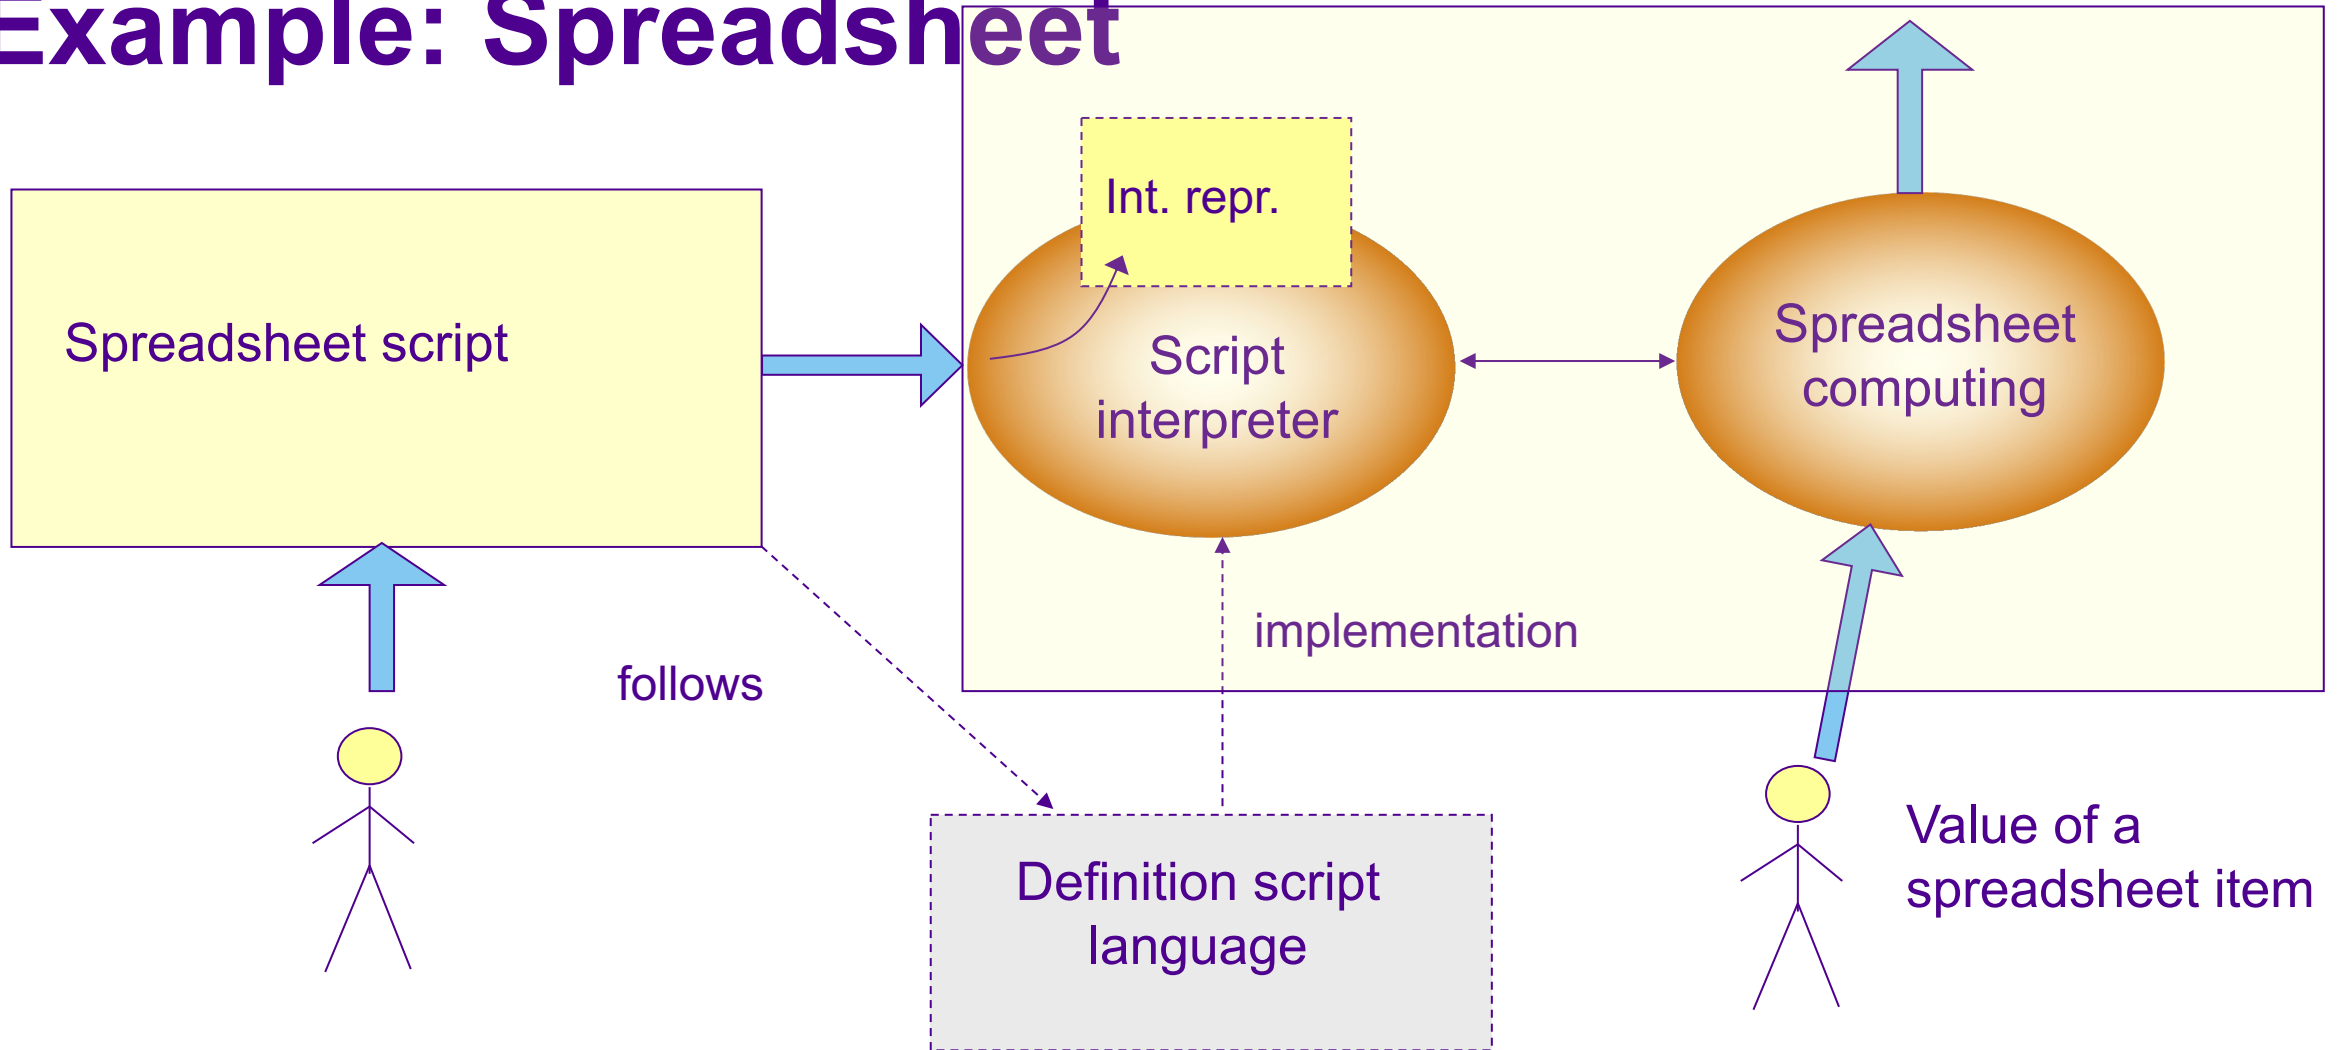 Example: Spreadsheet
Int. repr.
Spreadsheet script
Script
interpreter
Spreadsheet
computing
implementation
follows
Definition script
language
Value of a
spreadsheet item